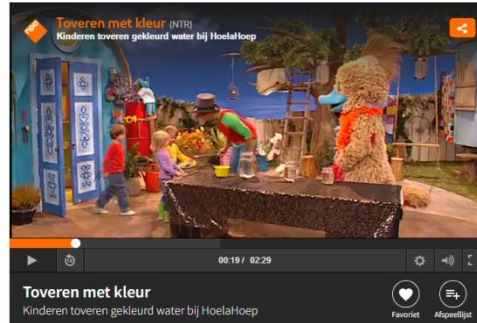 Toveren met kleur (NTR)
Kinderen toveren gekleurd water bij HoelaHoep
00:19 / 02:29
Toveren met kleur
Kinderen toveren gekleurd water bij HoelaHoep
Favoriet
Afspeellijst